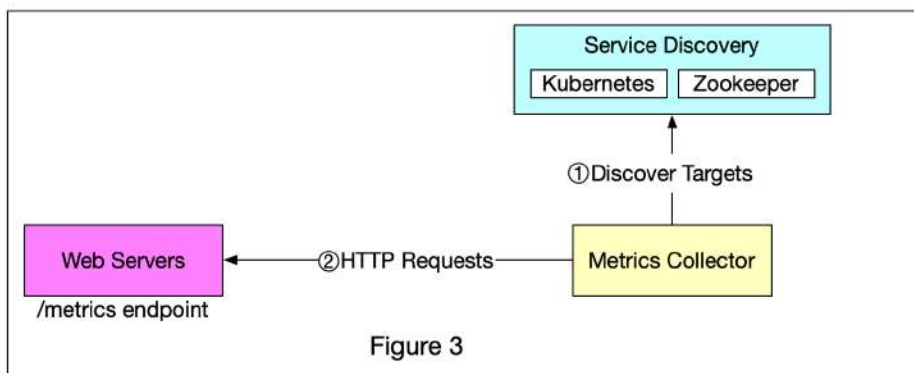 Service Discovery
Kubernetes Zookeeper
①Discover Targets
Web Servers ②HTTP Requests Metrics Collector
/metrics endpoint
Figure 3